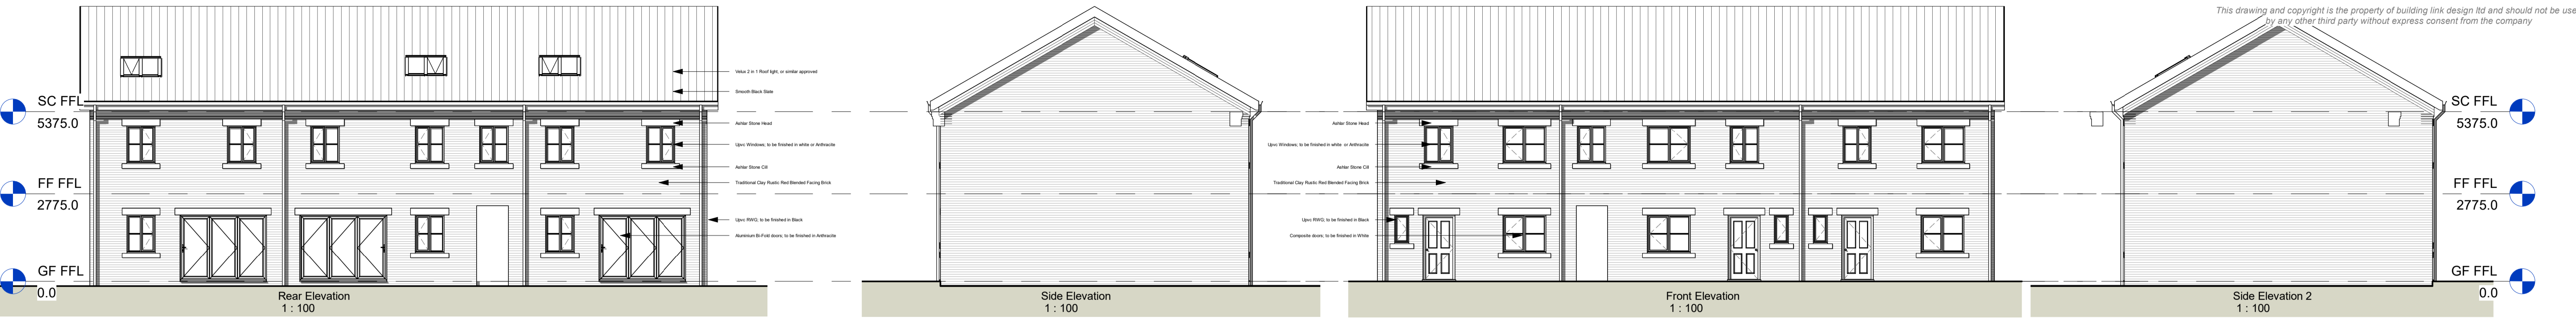 This drawing and copyright is the property of building link design ltd and should not be use
by any other third party without express consent from the company
SC FFL
5375.0
FF FFL
2775.0
GF FFL
0.0
Velux 2 in 1 Roof light, or similar approved
Smooth Black Slate
Ashlar Stone Head
Upvc Windows; to be finished in white or Anthracite
Ashlar Stone Cill
Traditional Clay Rustic Red Blended Facing Brick
Upvc RWG; to be finished in Black
Aluminium Bi-Fold doors; to be finished in Anthracite
Rear Elevation
1 : 100
Side Elevation
1 : 100
Ashlar Stone Head
Upvc Windows; to be finished in white or Anthracite
Ashlar Stone Cill
Traditional Clay Rustic Red Blended Facing Brick
Upvc RWG; to be finished in Black
Composite doors; to be finished in White
Front Elevation
1 : 100
Side Elevation 2
1 : 100
SC FFL
5375.0
FF FFL
2775.0
GF FFL
0.0